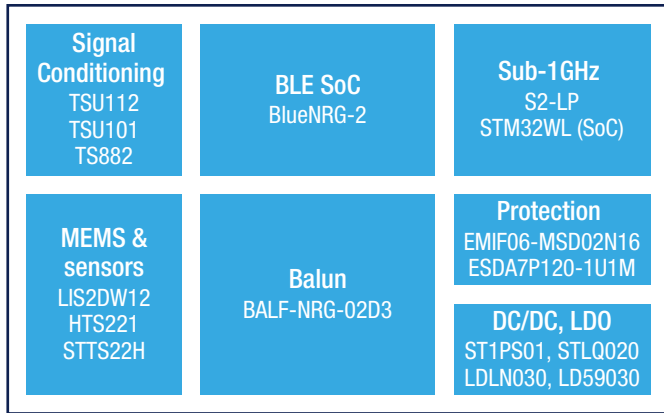 Signal
Conditioning
TSU112
TSU101
TS882
BLE SoC
BlueNRG-2
Sub-1GHz
S2-LP
STM32WL (SoC)
MEMS &
sensors
LIS2DW12
HTS221
STTS22H
Balun
BALF-NRG-02D3
Protection
EMIF06-MSD02N16
ESDA7P120-1U1M
DC/DC, LDO
ST1PS01, STLQ020
LDLN030, LD59030